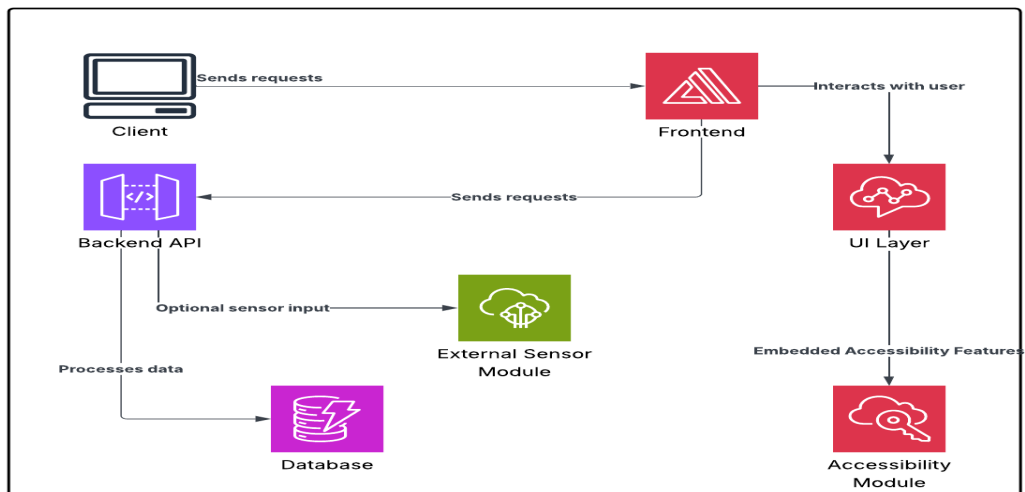 Sends requests
Interacts with user
Client
Frontend
</>
Sends requests
Backend API
UI Layer
Optional sensor input
External Sensor
Module
Embedded Accessibility Features
Processes data
Database
Accessibility
Module